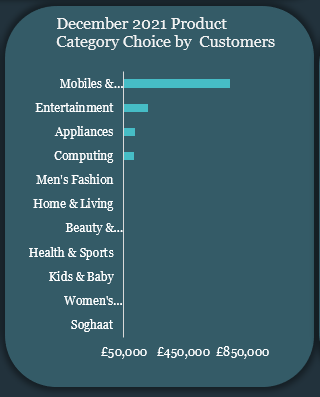 December 2021 Product
Category Choice by Customers
Mobiles &...
Entertainment
Appliances
Computing
Men's Fashion
Home & Living
Beauty &...
Health & Sports
Kids & Baby
Women's...
Soghaat
£50,000 £450,000 £850,000